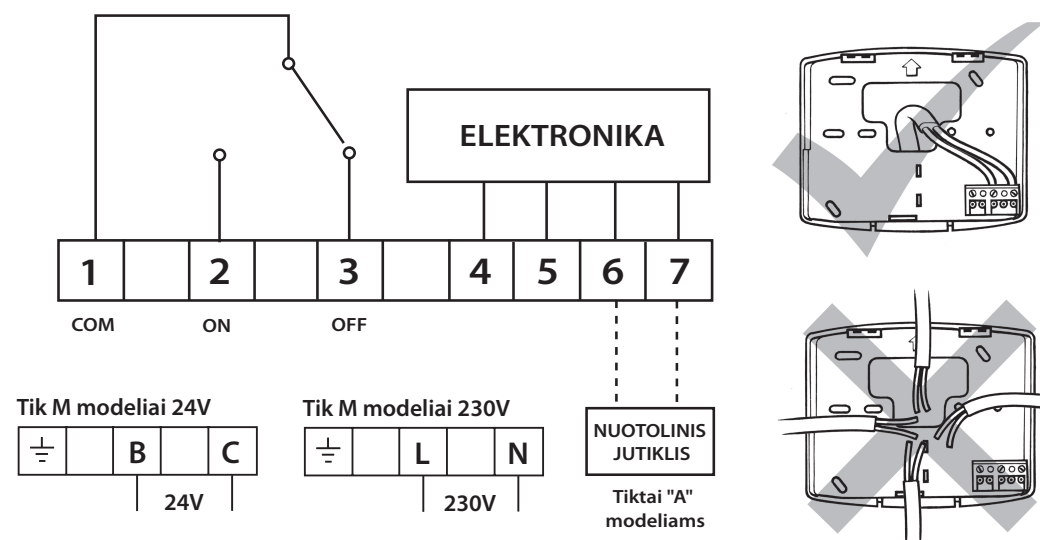 ELEKTRONIKA
1 2 3 4 5 6 7
COM ON OFF
Tik M modeliai 24V
B C
24V
Tik M modeliai 230V
L N
230V
NUOTOLINIS
JUTIKLIS
Tiktai "A"
modeliams